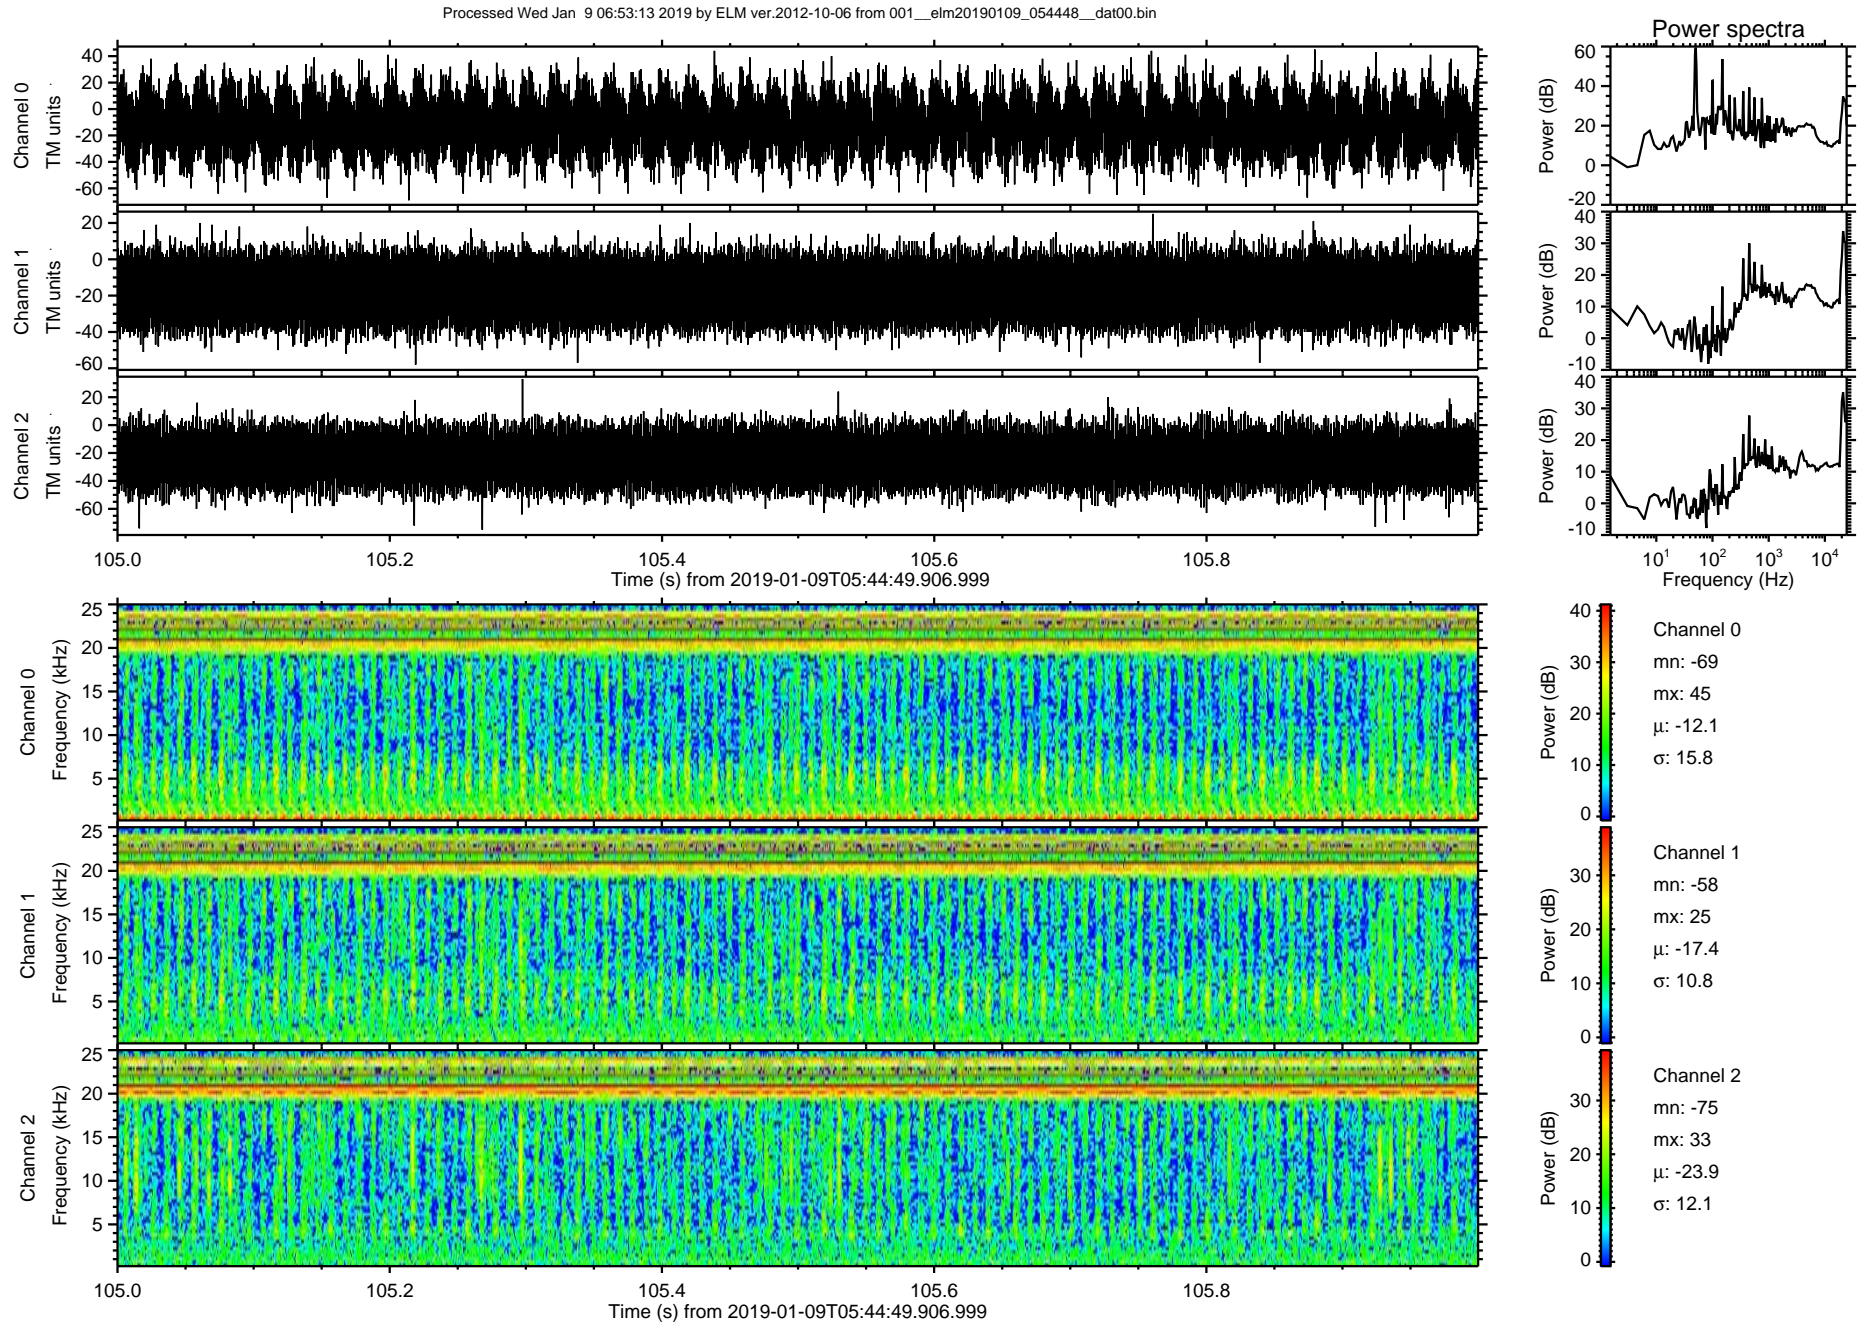 Processed Wed Jan  9 06:53:13 2019 by ELM ver.2012-10-06 from 001__elm20190109_054448__dat00.bin
Power spectra
Channel 0
TM units
40
20
0
-20
-40
-60
Power (dB)
60
40
20
0
-20
Channel 1
TM units
20
0
-20
-40
-60
Power (dB)
40
30
20
10
0
-10
Channel 2
TM units
20
0
-20
-40
-60
Power (dB)
40
30
20
10
0
-10
105.0 105.2 105.4 105.6 105.8
Time (s) from 2019-01-09T05:44:49.906.999
10^1 10^2 10^3 10^4
Frequency (Hz)
Channel 0
Frequency (kHz)
25
20
15
10
5
Power (dB)
40
30
20
10
0
Channel 0
mn: -69
mx: 45
μ: -12.1
σ: 15.8
Channel 1
Frequency (kHz)
25
20
15
10
5
Power (dB)
30
20
10
0
Channel 1
mn: -58
mx: 25
μ: -17.4
σ: 10.8
Channel 2
Frequency (kHz)
25
20
15
10
5
Power (dB)
30
20
10
0
Channel 2
mn: -75
mx: 33
μ: -23.9
σ: 12.1
105.0 105.2 105.4 105.6 105.8
Time (s) from 2019-01-09T05:44:49.906.999